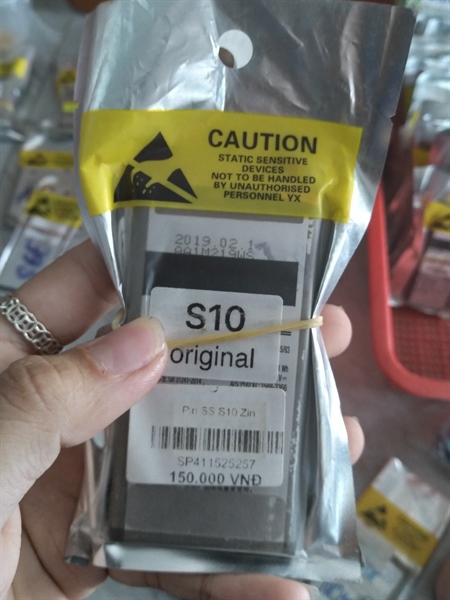 CAUTION
STATIC SENSITIVE
DEVICES
NOT TO BE HANDLED
BY UNAUTHORISED
PERSONNEL YX
2019.02.1
AA1M219WS
S10
original
Pin SS S10 Zin
SP411525257
150.000 VNĐ